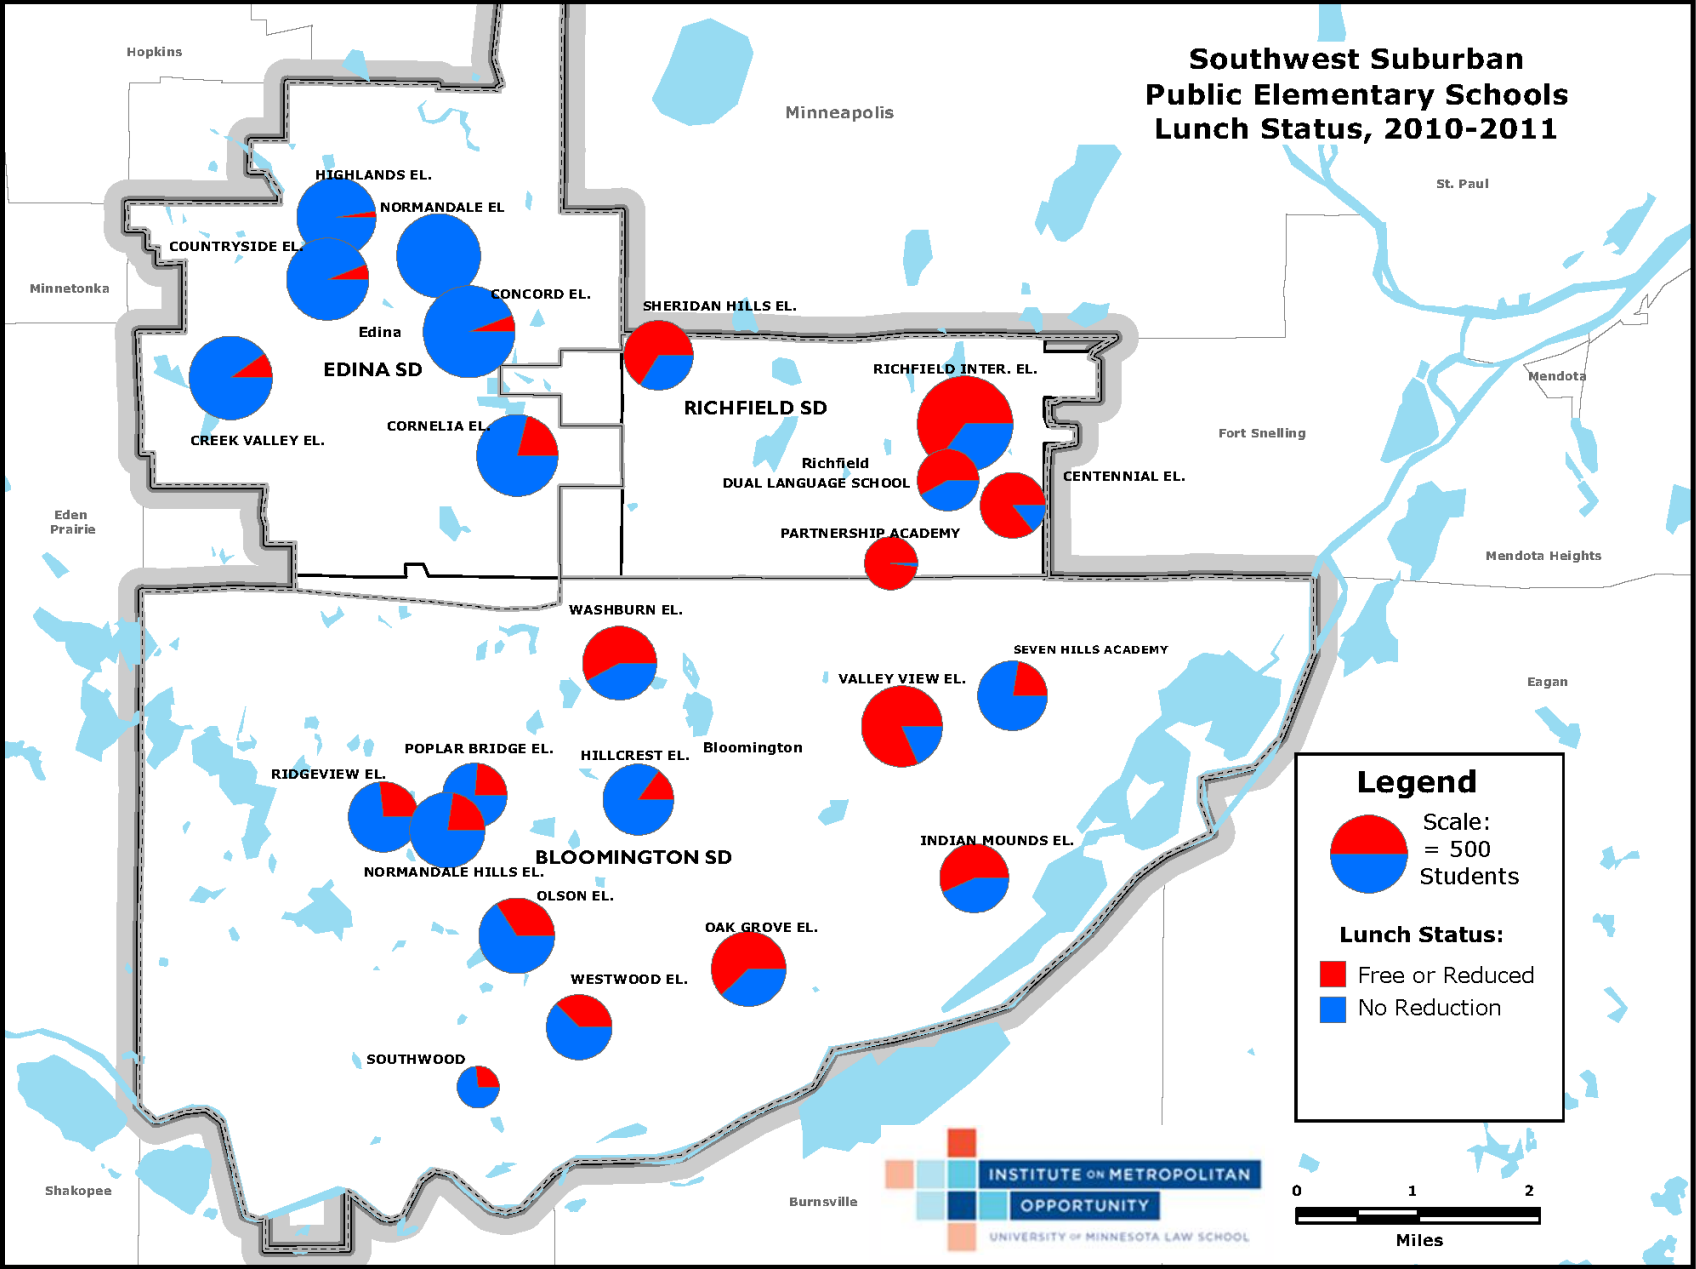 Southwest Suburban
Public Elementary Schools
Lunch Status, 2010-2011
Hopkins
Minneapolis
St. Paul
HIGHLANDS EL.
NORMANDALE EL
COUNTRYSIDE EL.
Minnetonka
CONCORD EL.
SHERIDAN HILLS EL.
Edina
EDINA SD
RICHFIELD INTER. EL.
Mendota
RICHFIELD SD
CORNELIA EL.
CREEK VALLEY EL.
Fort Snelling
Richfield
DUAL LANGUAGE SCHOOL
CENTENNIAL EL.
Eden
Prairie
PARTNERSHIP ACADEMY
Mendota Heights
WASHBURN EL.
SEVEN HILLS ACADEMY
VALLEY VIEW EL.
Eagan
POPLAR BRIDGE EL.
HILLCREST EL.
Bloomington
RIDGEVIEW EL.
INDIAN MOUNDS EL.
BLOOMINGTON SD
NORMANDALE HILLS EL.
OLSON EL.
OAK GROVE EL.
WESTWOOD EL.
SOUTHWOOD
Shakopee
Burnsville
Legend
Scale:
= 500
Students
Lunch Status:
Free or Reduced
No Reduction
INSTITUTE ON METROPOLITAN
OPPORTUNITY
UNIVERSITY OF MINNESOTA LAW SCHOOL
0 1 2
Miles